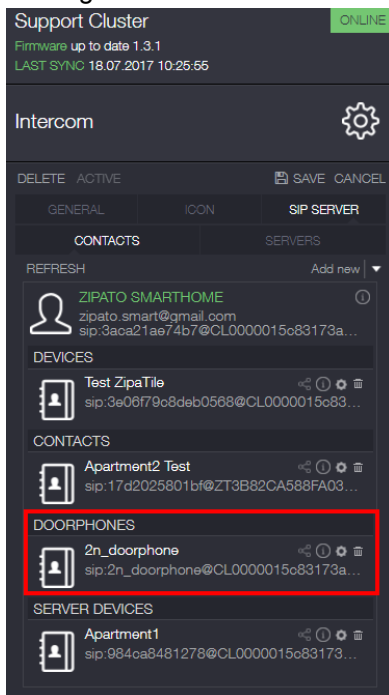 Support Cluster
ONLINE
Firmware up to date 1.3.1
LAST SYNC 18.07.2017 10:25:55
Intercom
DELETE ACTIVE SAVE CANCEL
GENERAL ICON SIP SERVER
CONTACTS SERVERS
REFRESH Add new
ZIPATO SMARTHOME
zipato.smart@gmail.com
sip:3aca21ae74b7@CL0000015c83173a...
DEVICES
Test ZipaTile
sip:3e06f79c8deb0568@CL0000015c83...
CONTACTS
Apartment2 Test
sip:17d2025801bf@ZT3B82CA588FA03...
DOORPHONES
2n_doorphone
sip:2n_doorphone@CL0000015c83173a...
SERVER DEVICES
Apartment1
sip:984ca8481278@CL0000015c83173...